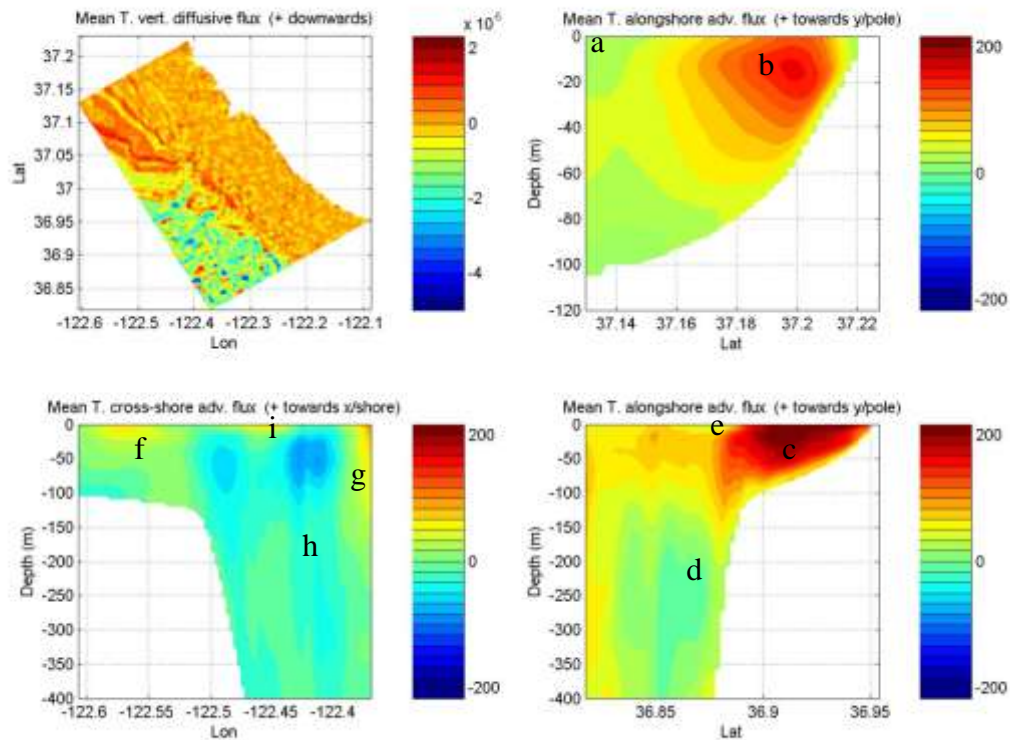 Mean T. vert. diffusive flux (+ downwards)
x 10^6
37.2
37.15
37.1
37.05
37
36.95
36.9
36.85
Lat
-122.6 -122.5 -122.4 -122.3 -122.2 -122.1
Lon
2
0
-2
-4
Mean T. alongshore adv. flux (+ towards y/pole)
a
b
0
-20
-40
-60
-80
-100
-120
Depth (m)
37.14 37.16 37.18 37.2 37.22
Lat
200
100
0
-100
-200
Mean T. cross-shore adv. flux (+ towards x/shore)
f
i
g
h
0
-50
-100
-150
-200
-250
-300
-350
-400
Depth (m)
-122.6 -122.55 -122.5 -122.45 -122.4
Lon
200
100
0
-100
-200
Mean T. alongshore adv. flux (+ towards y/pole)
e
c
d
0
-50
-100
-150
-200
-250
-300
-350
-400
Depth (m)
36.85 36.9 36.95
Lat
200
100
0
-100
-200